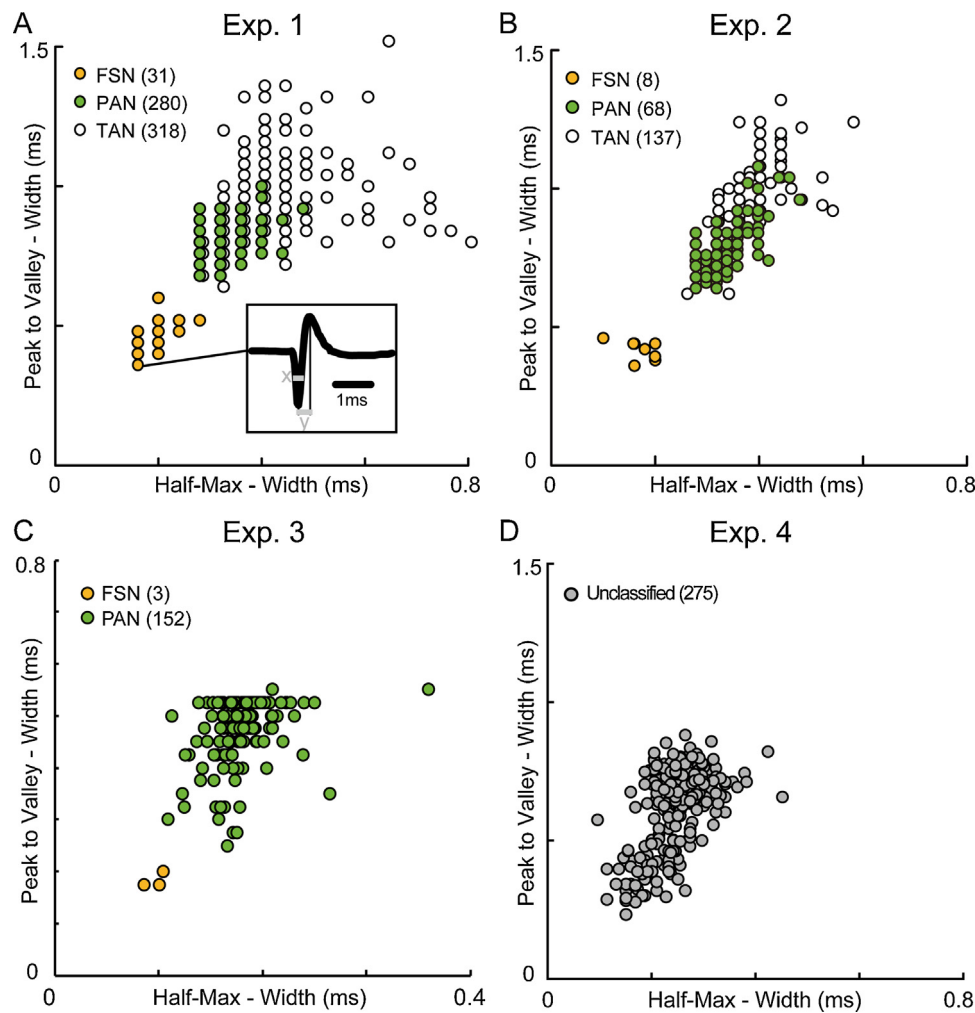 A
Exp. 1
1.5
FSN (31)
PAN (280)
TAN (318)
Peak to Valley - Width (ms)
x
y
1ms
0
0
Half-Max - Width (ms)
0.8
B
Exp. 2
1.5
FSN (8)
PAN (68)
TAN (137)
Peak to Valley - Width (ms)
0
0
Half-Max - Width (ms)
0.8
C
Exp. 3
0.8
FSN (3)
PAN (152)
Peak to Valley - Width (ms)
0
0
Half-Max - Width (ms)
0.4
D
Exp. 4
1.5
Unclassified (275)
Peak to Valley - Width (ms)
0
0
Half-Max - Width (ms)
0.8